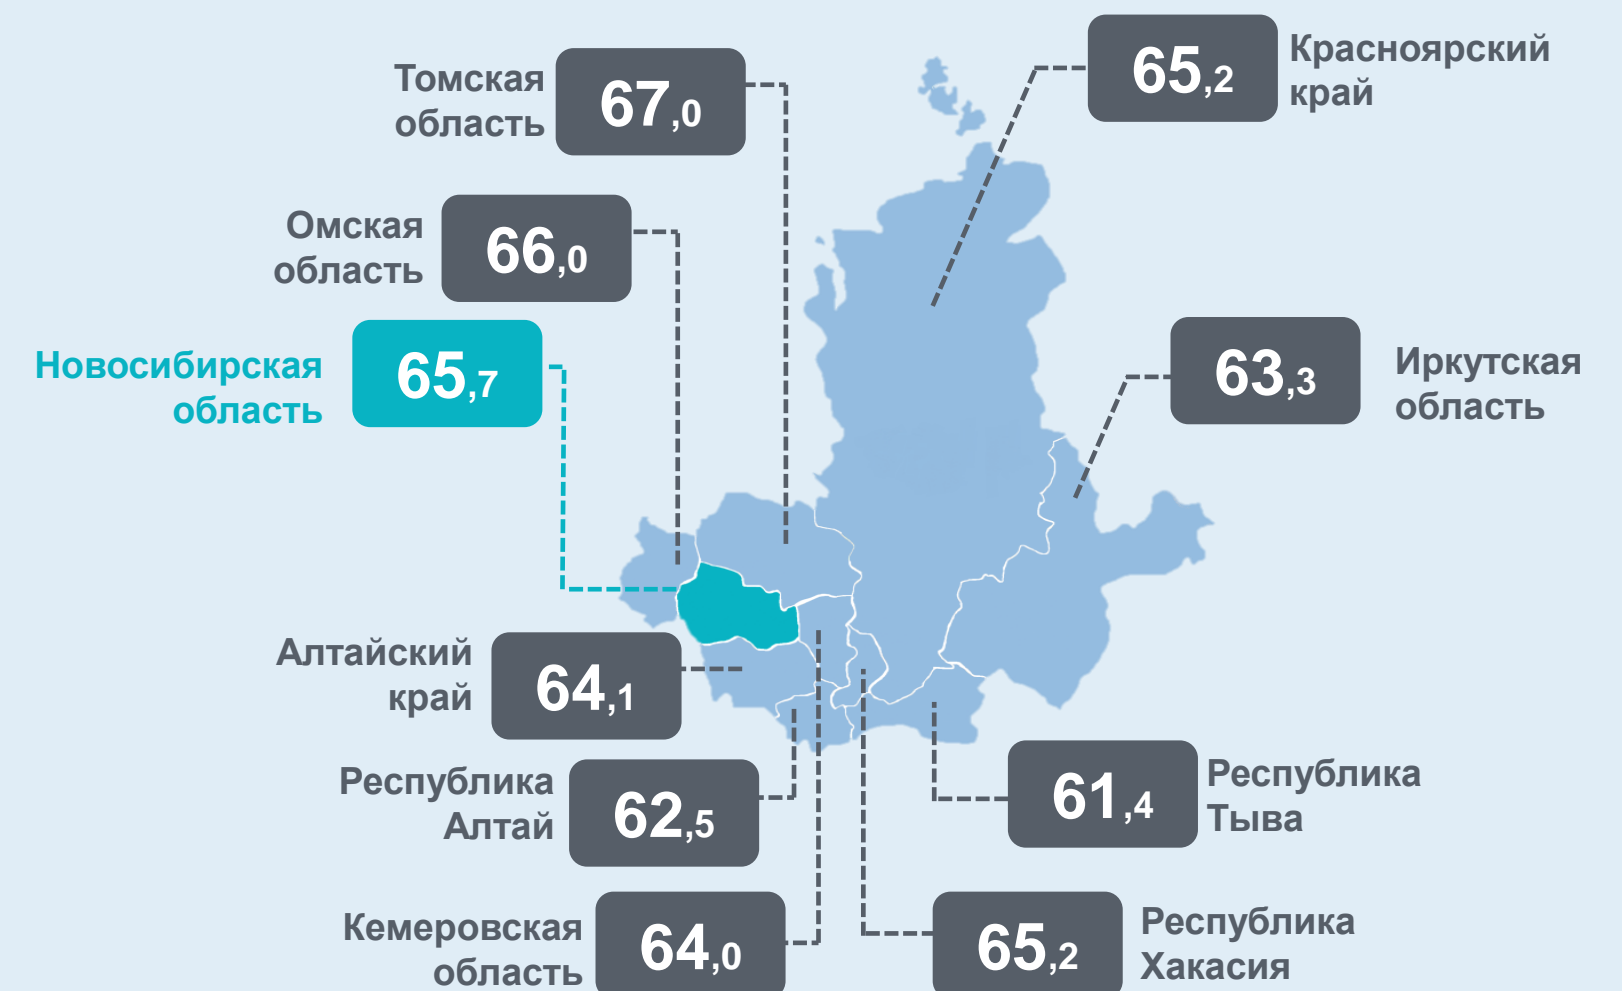 Томская
область
67,0
65,2
Красноярский
край
Омская
область
66,0
Новосибирская
область
65,7
63,3
Иркутская
область
Алтайский
край
64,1
Республика
Алтай
62,5
61,4
Республика
Тыва
Кемеровская
область
64,0
65,2
Республика
Хакасия